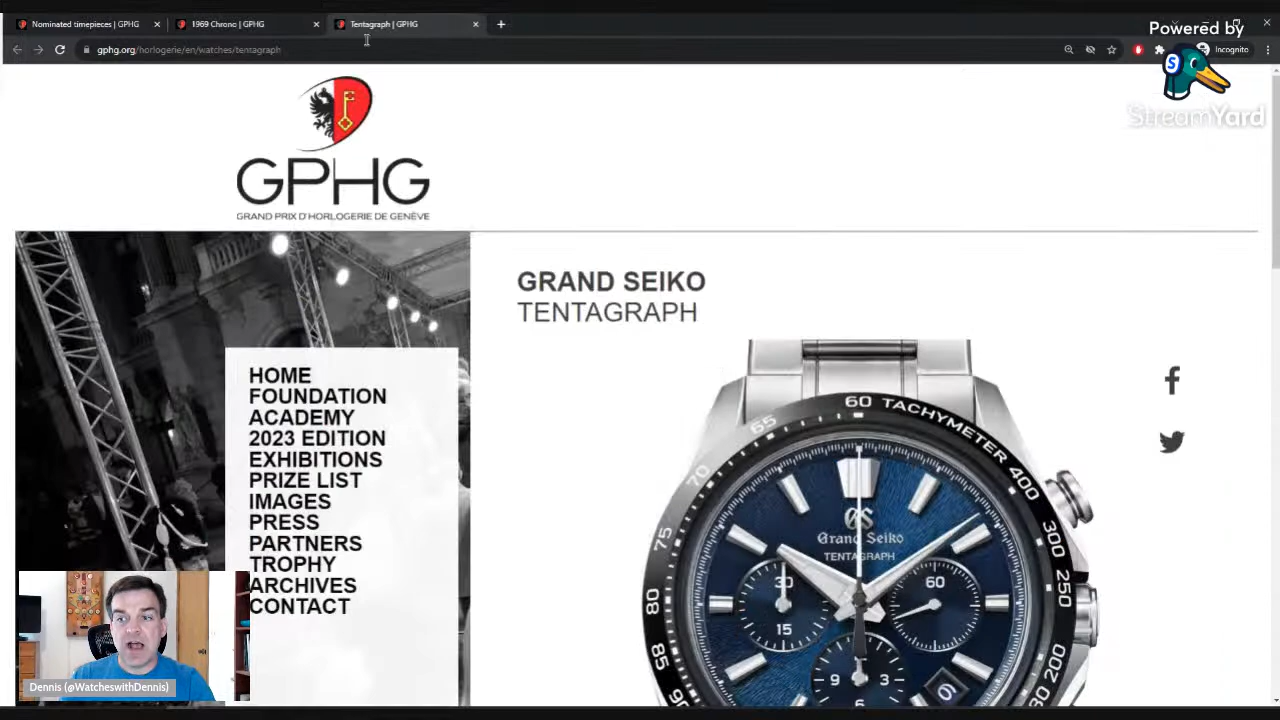 Nominated timepieces | GPHG
1969 Chrono | GPHG
Tentagraph | GPHG
gphg.org/horlogerie/en/watches/tentagraph
Incognito
Powered by
StreamYard
GPHG
GRAND PRIX D'HORLOGERIE DE GENÈVE
GRAND SEIKO
TENTAGRAPH
HOME
FOUNDATION
ACADEMY
2023 EDITION
EXHIBITIONS
PRIZE LIST
IMAGES
PRESS
PARTNERS
TROPHY
ARCHIVES
CONTACT
60 TACHYMETER 400
300
250
200
65
70
75
80
85
Grand Seiko
TENTAGRAPH
30
15
60
9 3
6
Dennis (@WatcheswithDennis)